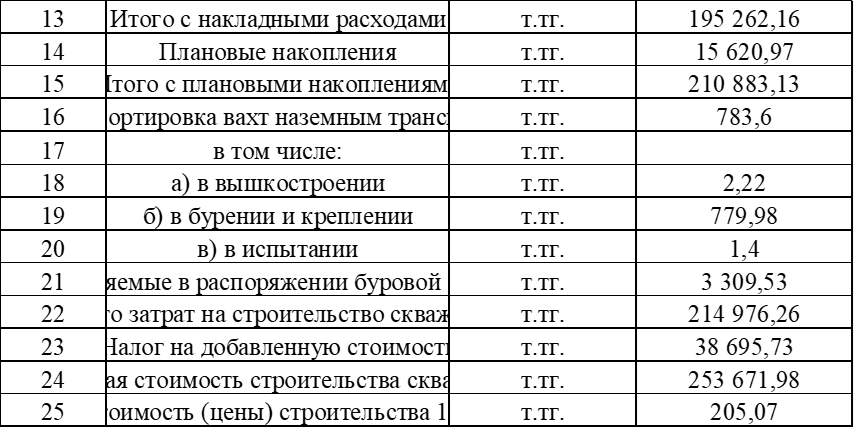 13 Итого с накладными расходами т.тг. 195 262,16
14 Плановые накопления т.тг. 15 620,97
15 Итого с плановыми накоплениям т.тг. 210 883,13
16 ортировка вахт наземным транс т.тг. 783,6
17 в том числе: т.тг.
18 а) в вышкостроении т.тг. 2,22
19 б) в бурении и креплении т.тг. 779,98
20 в) в испытании т.тг. 1,4
21 яемые в распоряжении буровой т.тг. 3 309,53
22 го затрат на строительство скваж т.тг. 214 976,26
23 Налог на добавленную стоимост т.тг. 38 695,73
24 ая стоимость строительства сква т.тг. 253 671,98
25 оимость (цены) строительства 1 т.тг. 205,07